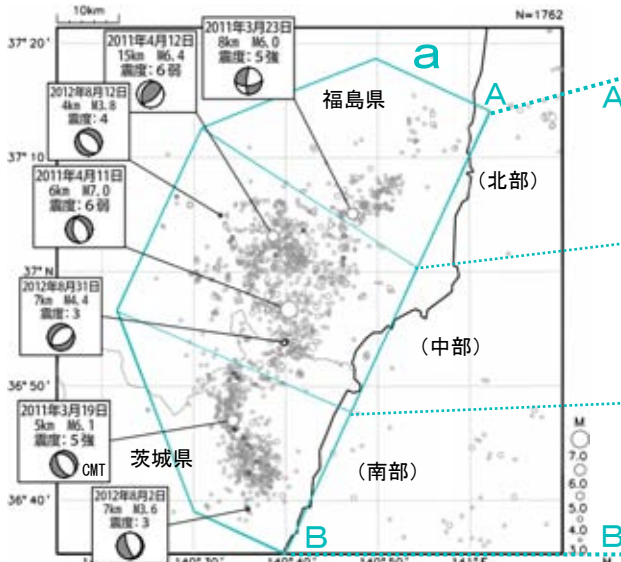 10km
N=1762
37°20'
2011年4月12日
15km M6.4
震度:6弱
2011年3月23日
8km M6.0
震度:5強
a
A
A
福島県
2012年8月12日
4km M3.8
震度:4
37°10'
(北部)
2011年4月11日
6km M7.0
震度:6弱
37°N
2012年8月31日
7km M4.4
震度:3
(中部)
36°50'
2011年3月19日
5km M6.1
震度:5強
CMT
茨城県
(南部)
M
7.0
6.0
5.0
4.0
3.0
36°40'
2012年8月2日
7km M3.6
震度:3
B
B